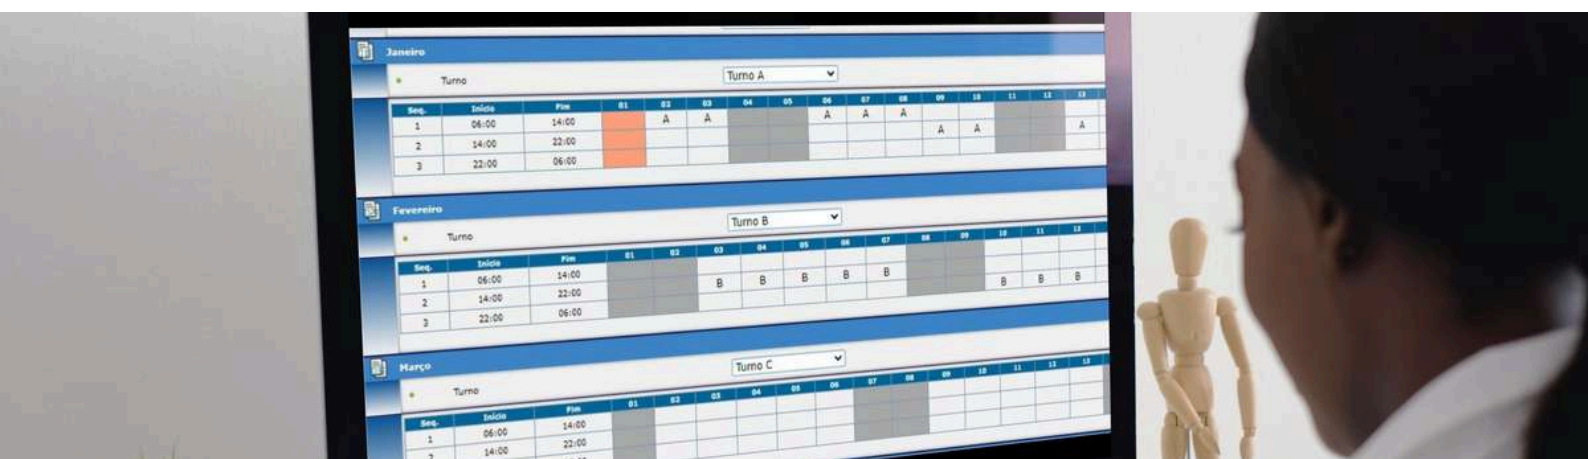 Janeiro
Turno Turno A
Seq. Início Fim 01 02 03 04 05 06 07 08 09 10 11 12 13
1 06:00 14:00 A A A A A
2 14:00 22:00 A A A
3 22:00 06:00
Fevereiro
Turno Turno B
Seq. Início Fim 01 02 03 04 05 06 07 08 09 10 11 12
1 06:00 14:00
2 14:00 22:00 B B B B B B B B
3 22:00 06:00
Março
Turno Turno C
Seq. Início Fim 01 02 03 04 05 06 07 08 09 10 11 12 13
1 06:00 14:00
2 14:00 22:00